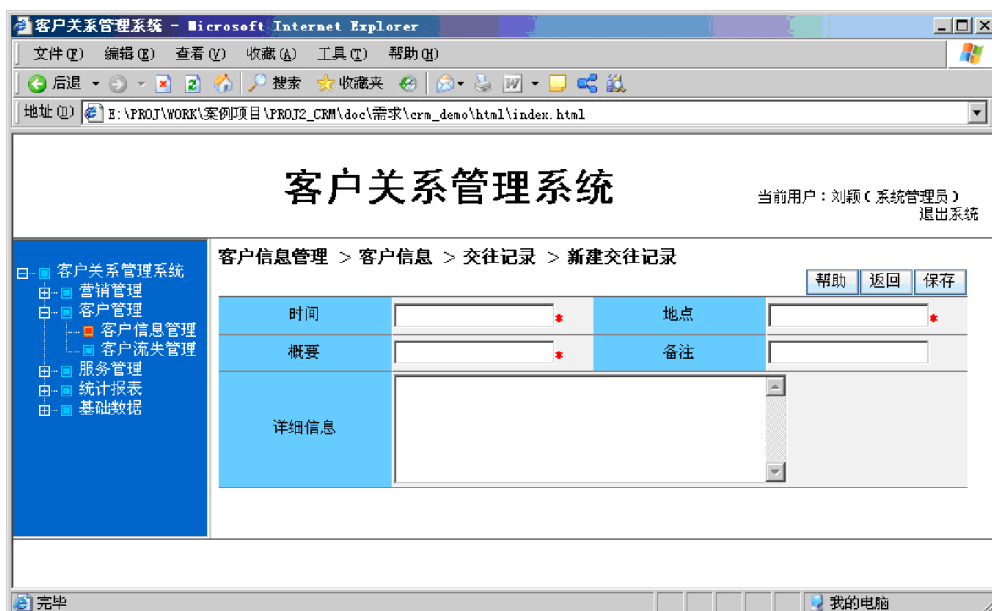 客户关系管理系统 - Microsoft Internet Explorer
文件(F) 编辑(E) 查看(V) 收藏(A) 工具(T) 帮助(H)
后退 搜索 收藏夹
地址(D) E:\PROJ\WORK\案例项目\PROJ2_CRM\doc\需求\crm_demo\html\index.html
客户关系管理系统
当前用户：刘颖(系统管理员)
退出系统
客户信息管理 > 客户信息 > 交往记录 > 新建交往记录
帮助 返回 保存
客户关系管理系统
营销管理
客户管理
客户信息管理
客户流失管理
服务管理
统计报表
基础数据
时间 * 地点 *
概要 * 备注
详细信息
完毕 我的电脑